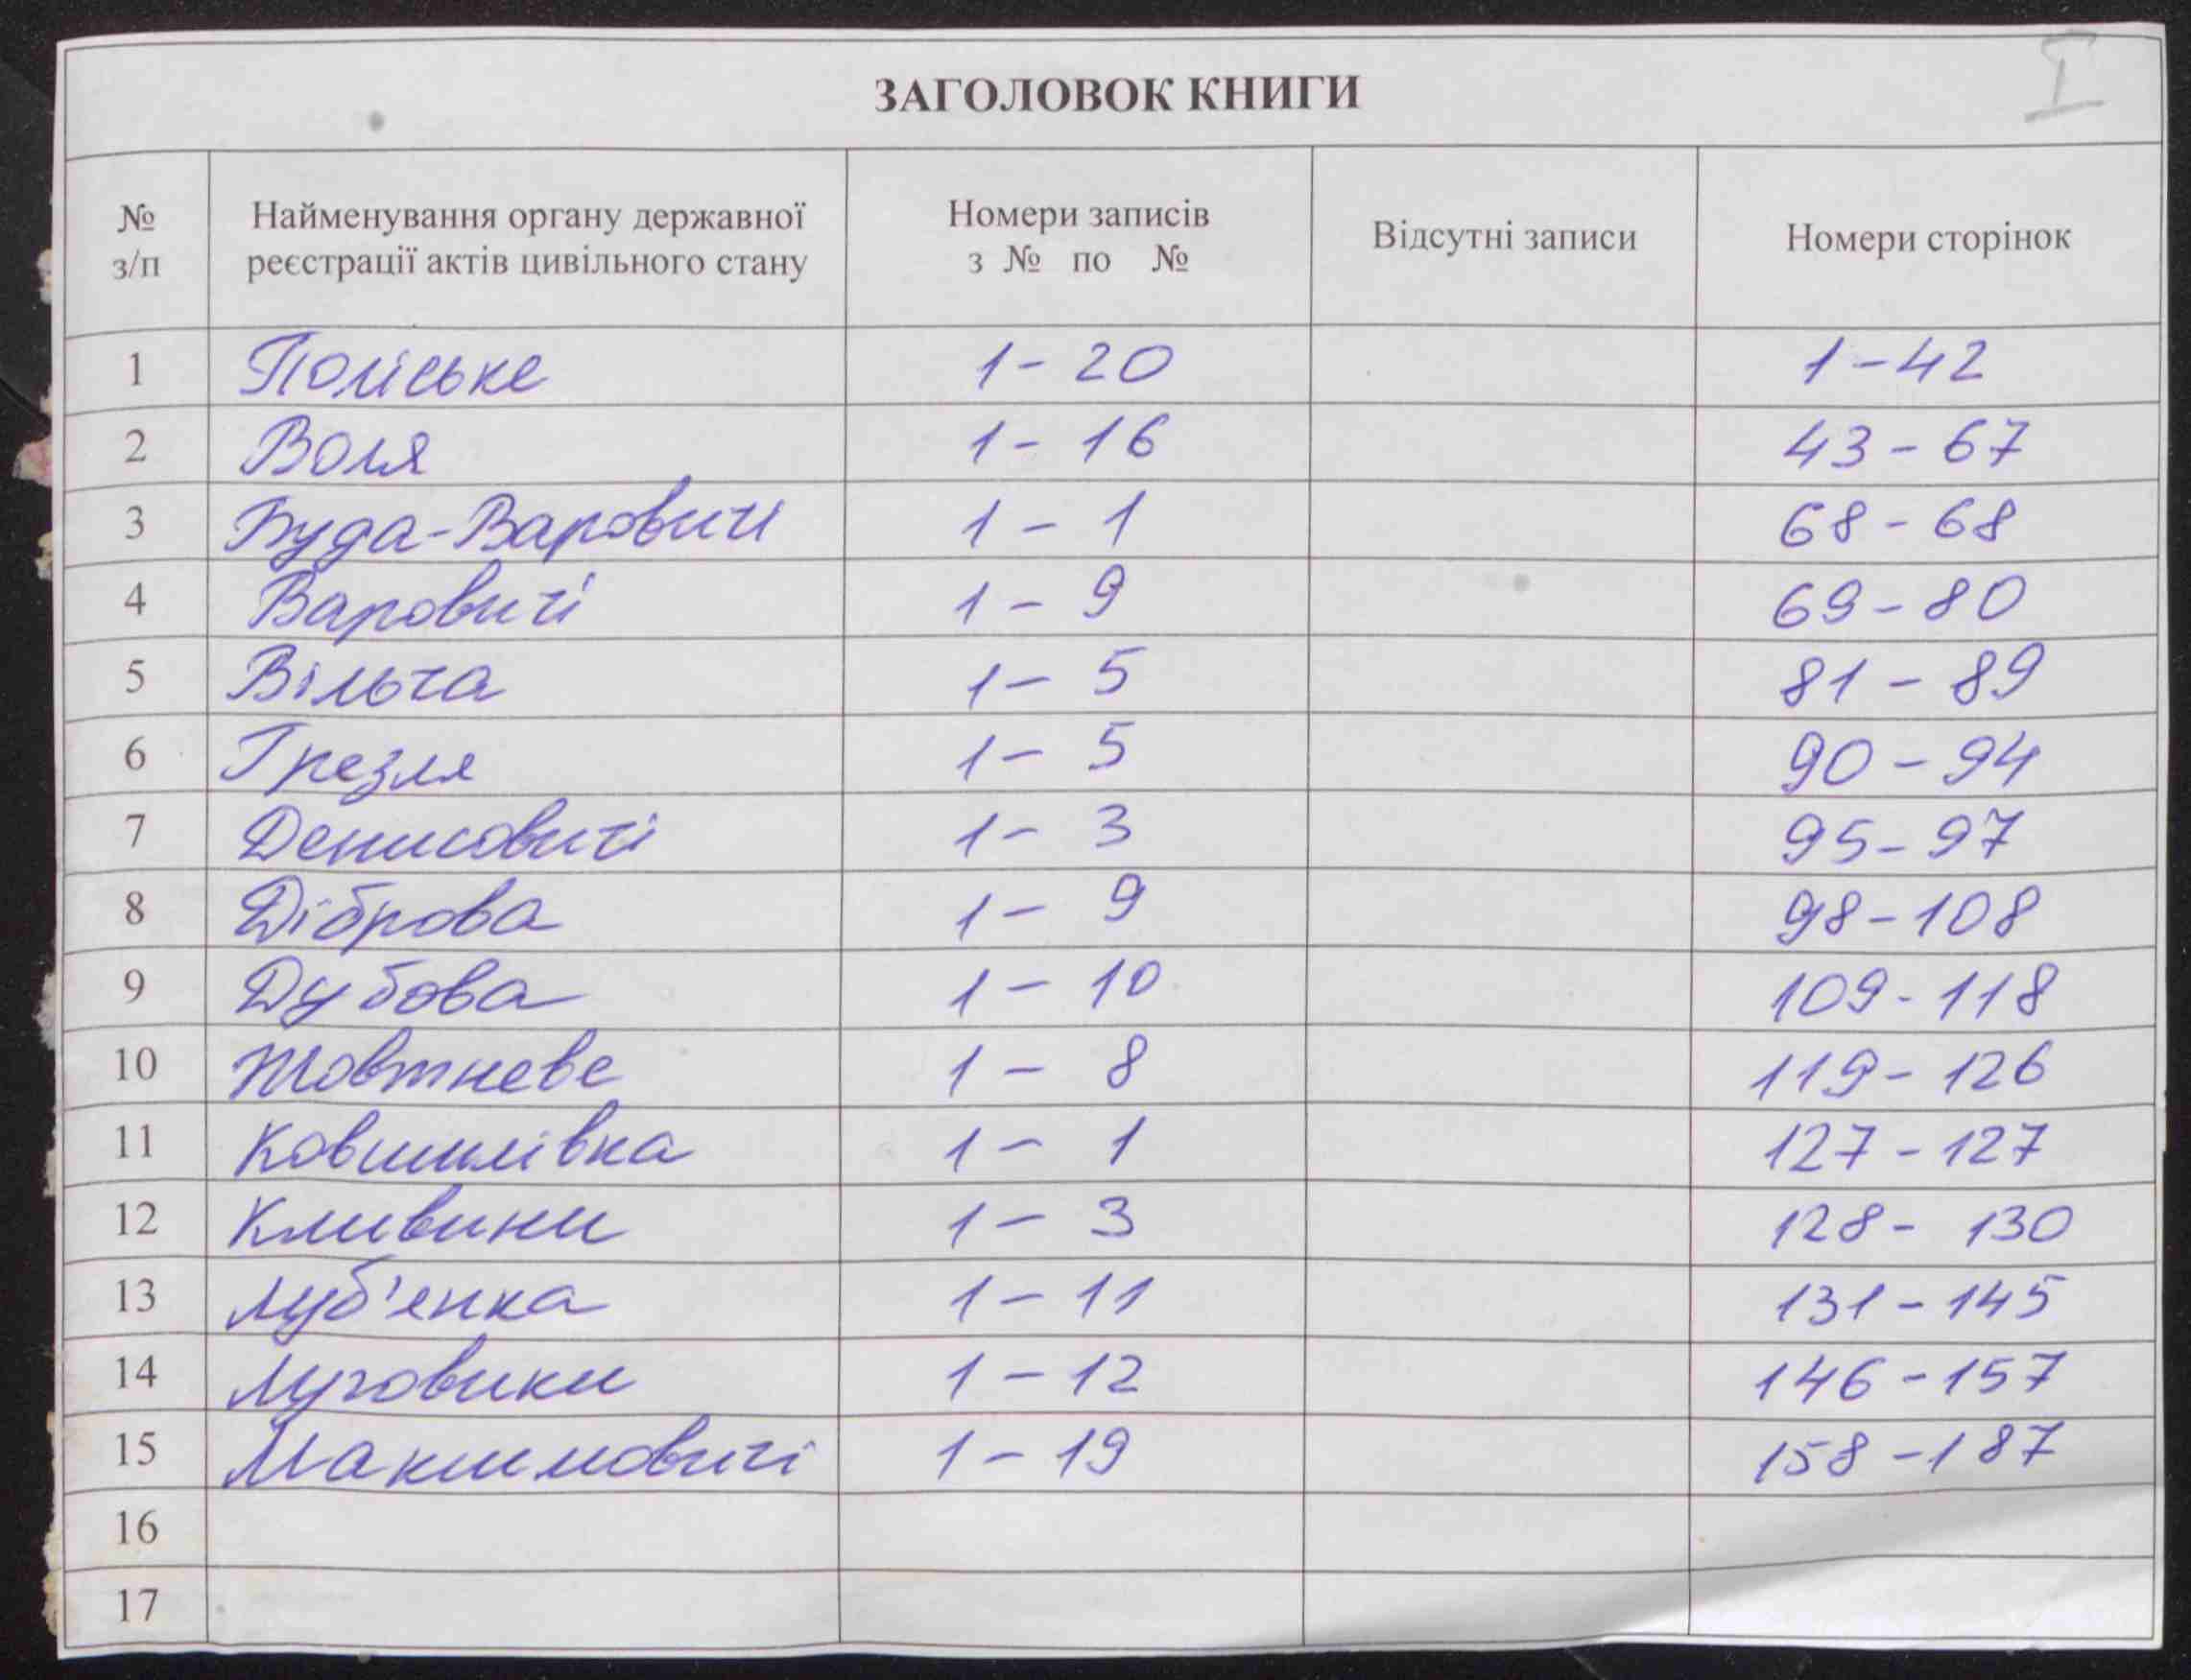 I
ЗАГОЛОВОК КНИГИ
№ з/п | Найменування органу державної реєстрації актів цивільного стану | Номери записів з № по № | Відсутні записи | Номери сторінок
1 Поліське 1 - 20 1 - 42
2 Воля 1 - 16 43 - 67
3 Буда-Варовичі 1 - 1 68 - 68
4 Варовичі 1 - 9 69 - 80
5 Вільча 1 - 5 81 - 89
6 Грезля 1 - 5 90 - 94
7 Денисовичі 1 - 3 95 - 97
8 Діброва 1 - 9 98 - 108
9 Дубова 1 - 10 109 - 118
10 Жовтневе 1 - 8 119 - 126
11 Ковшилівка 1 - 1 127 - 127
12 Кливини 1 - 3 128 - 130
13 Луб'енка 1 - 11 131 - 145
14 Луговики 1 - 12 146 - 157
15 Максимовичі 1 - 19 158 - 187
16
17